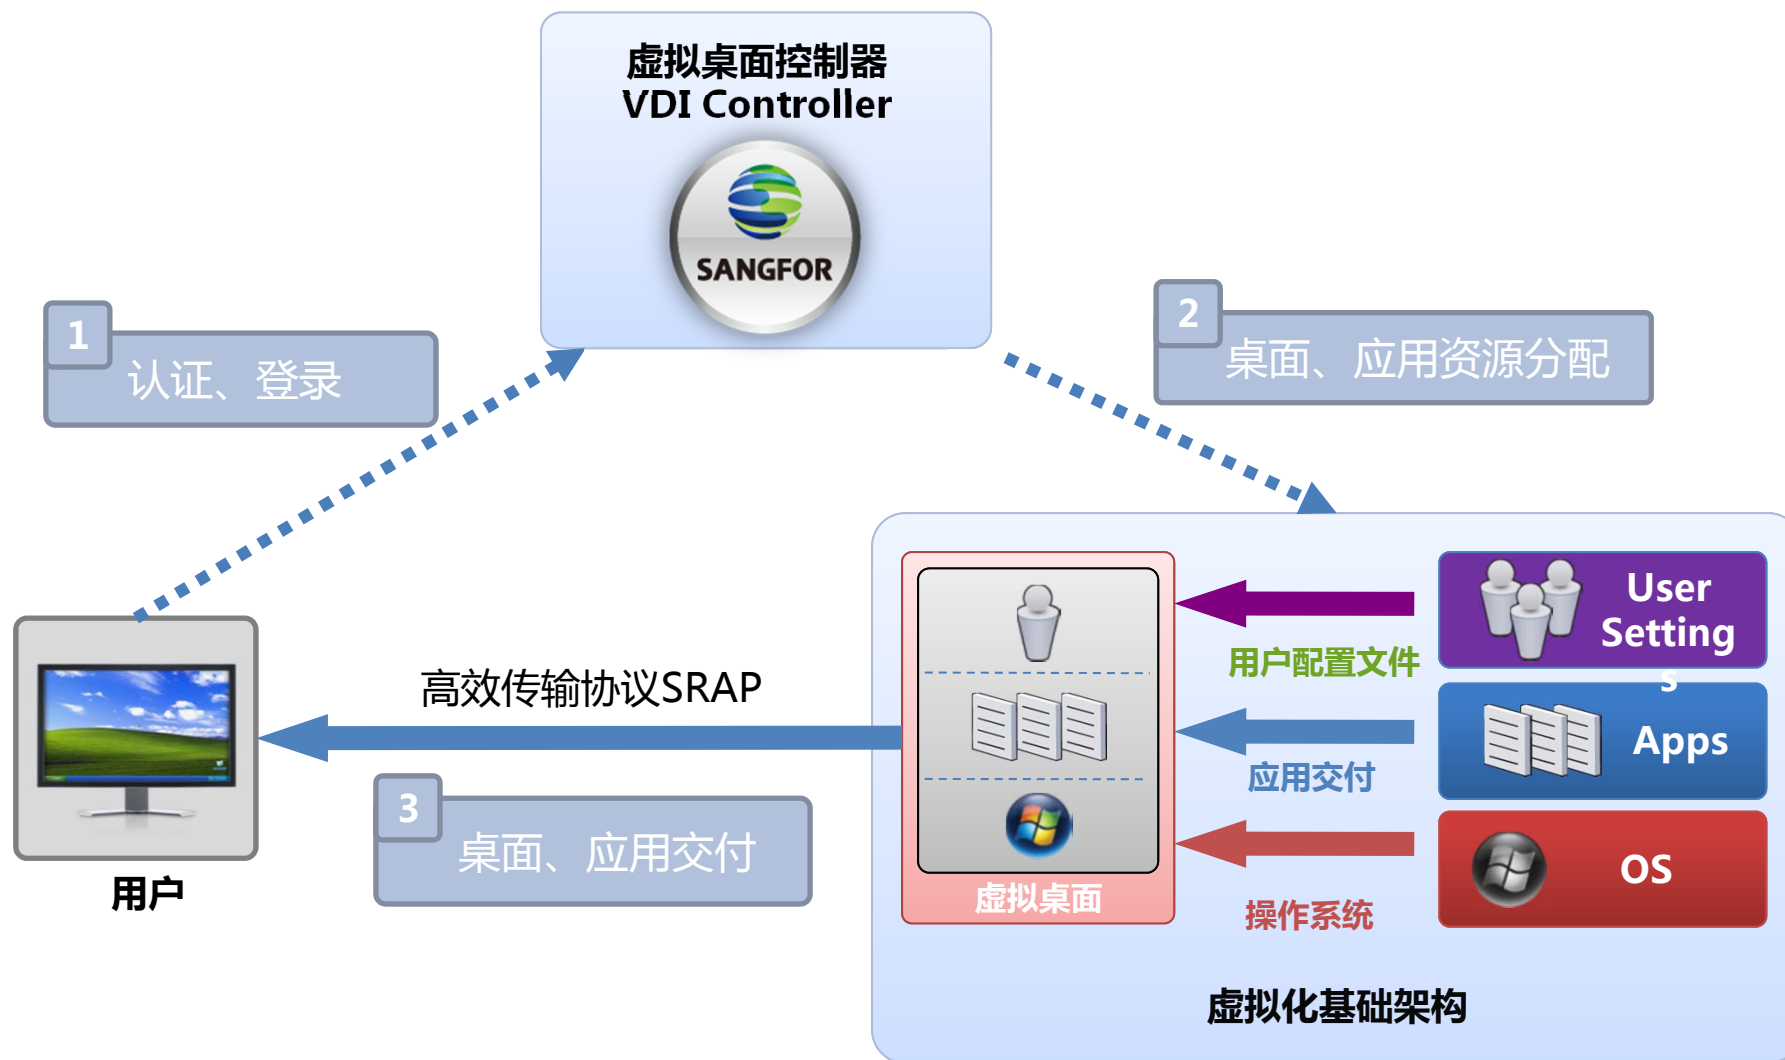 虚拟桌面控制器
VDI Controller
SANGFOR
1
认证、登录
2
桌面、应用资源分配
用户
高效传输协议SRAP
3
桌面、应用交付
虚拟桌面
用户配置文件
应用交付
操作系统
User
Setting
s
Apps
OS
虚拟化基础架构